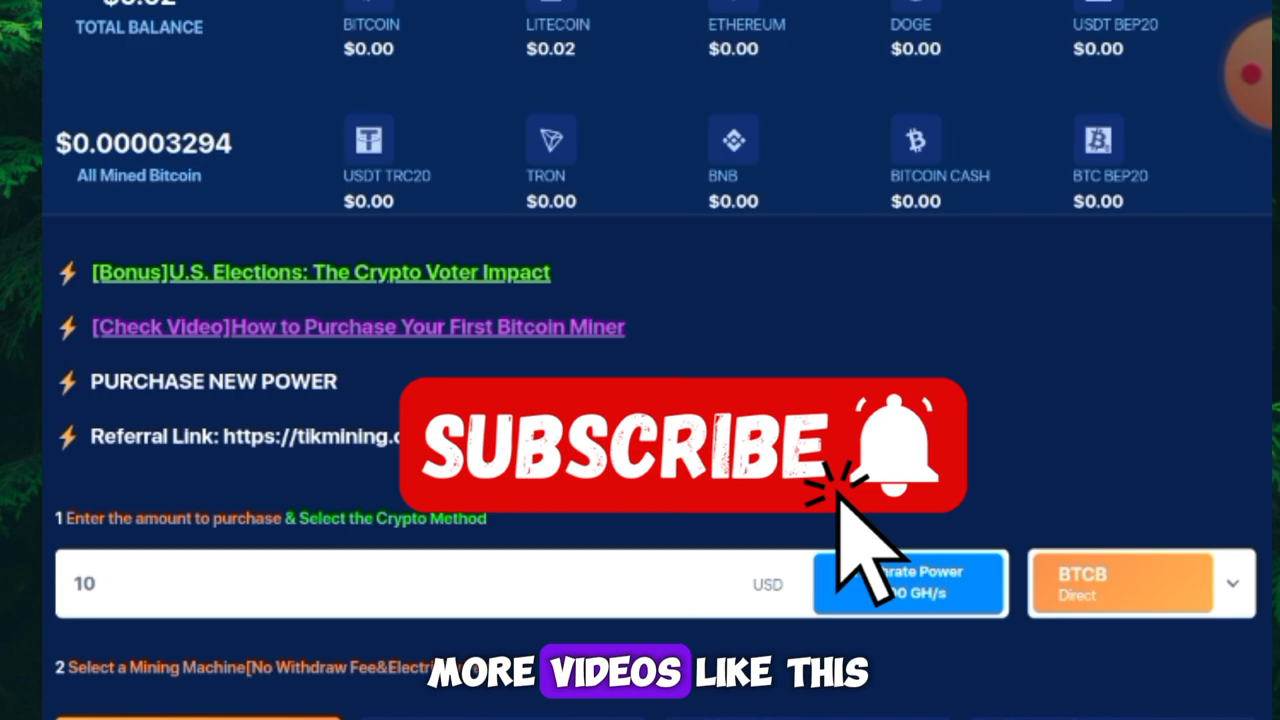 TOTAL BALANCE
BITCOIN
$0.00
LITECOIN
$0.02
ETHEREUM
$0.00
DOGE
$0.00
USDT BEP20
$0.00
$0.00003294
All Mined Bitcoin
USDT TRC20
$0.00
TRON
$0.00
BNB
$0.00
BITCOIN CASH
$0.00
BTC BEP20
$0.00
[Bonus]U.S. Elections: The Crypto Voter Impact
[Check Video]How to Purchase Your First Bitcoin Miner
PURCHASE NEW POWER
Referral Link: https://tikmining.c
SUBSCRIBE
1 Enter the amount to purchase & Select the Crypto Method
10
USD
Power
GH/s
BTCB
Direct
2 Select a Mining Machine[No Withdraw Fee&Electri
MORE VIDEOS LIKE THIS